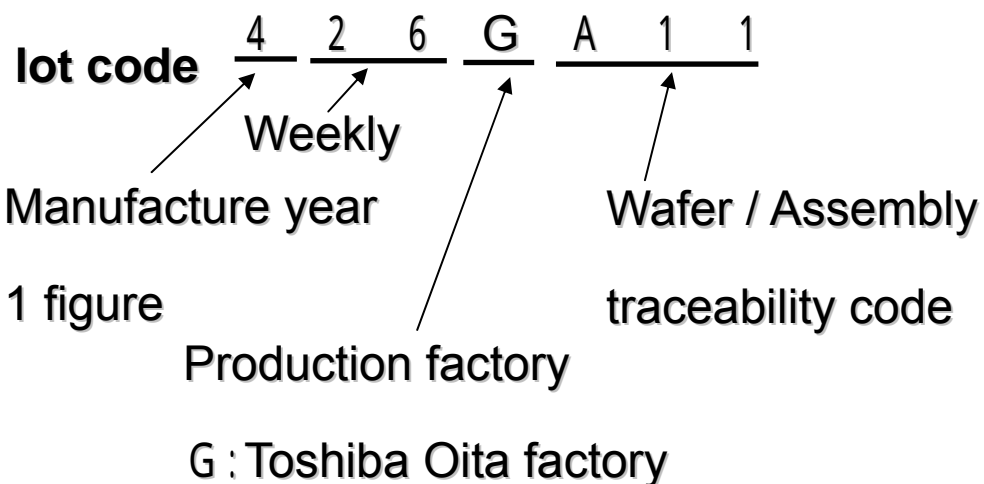 lot code 4 2 6 G A 1 1
Weekly
Manufacture year
1 figure
Wafer / Assembly
traceability code
Production factory
G : Toshiba Oita factory